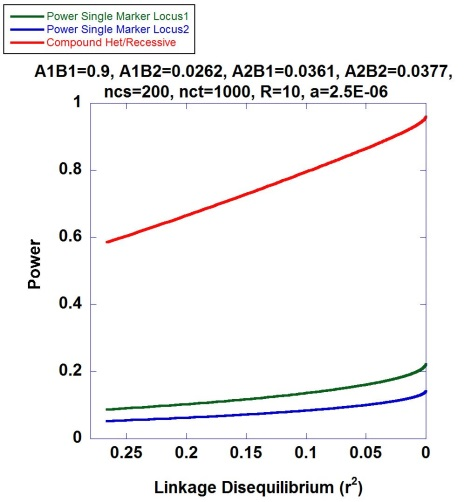 Power Single Marker Locus1
Power Single Marker Locus2
Compound Het/Recessive
A1B1=0.9, A1B2=0.0262, A2B1=0.0361, A2B2=0.0377,
ncs=200, nct=1000, R=10, a=2.5E-06
1
0.8
0.6
0.4
0.2
0
Power
0.25
0.2
0.15
0.1
0.05
0
Linkage Disequilibrium (r²)